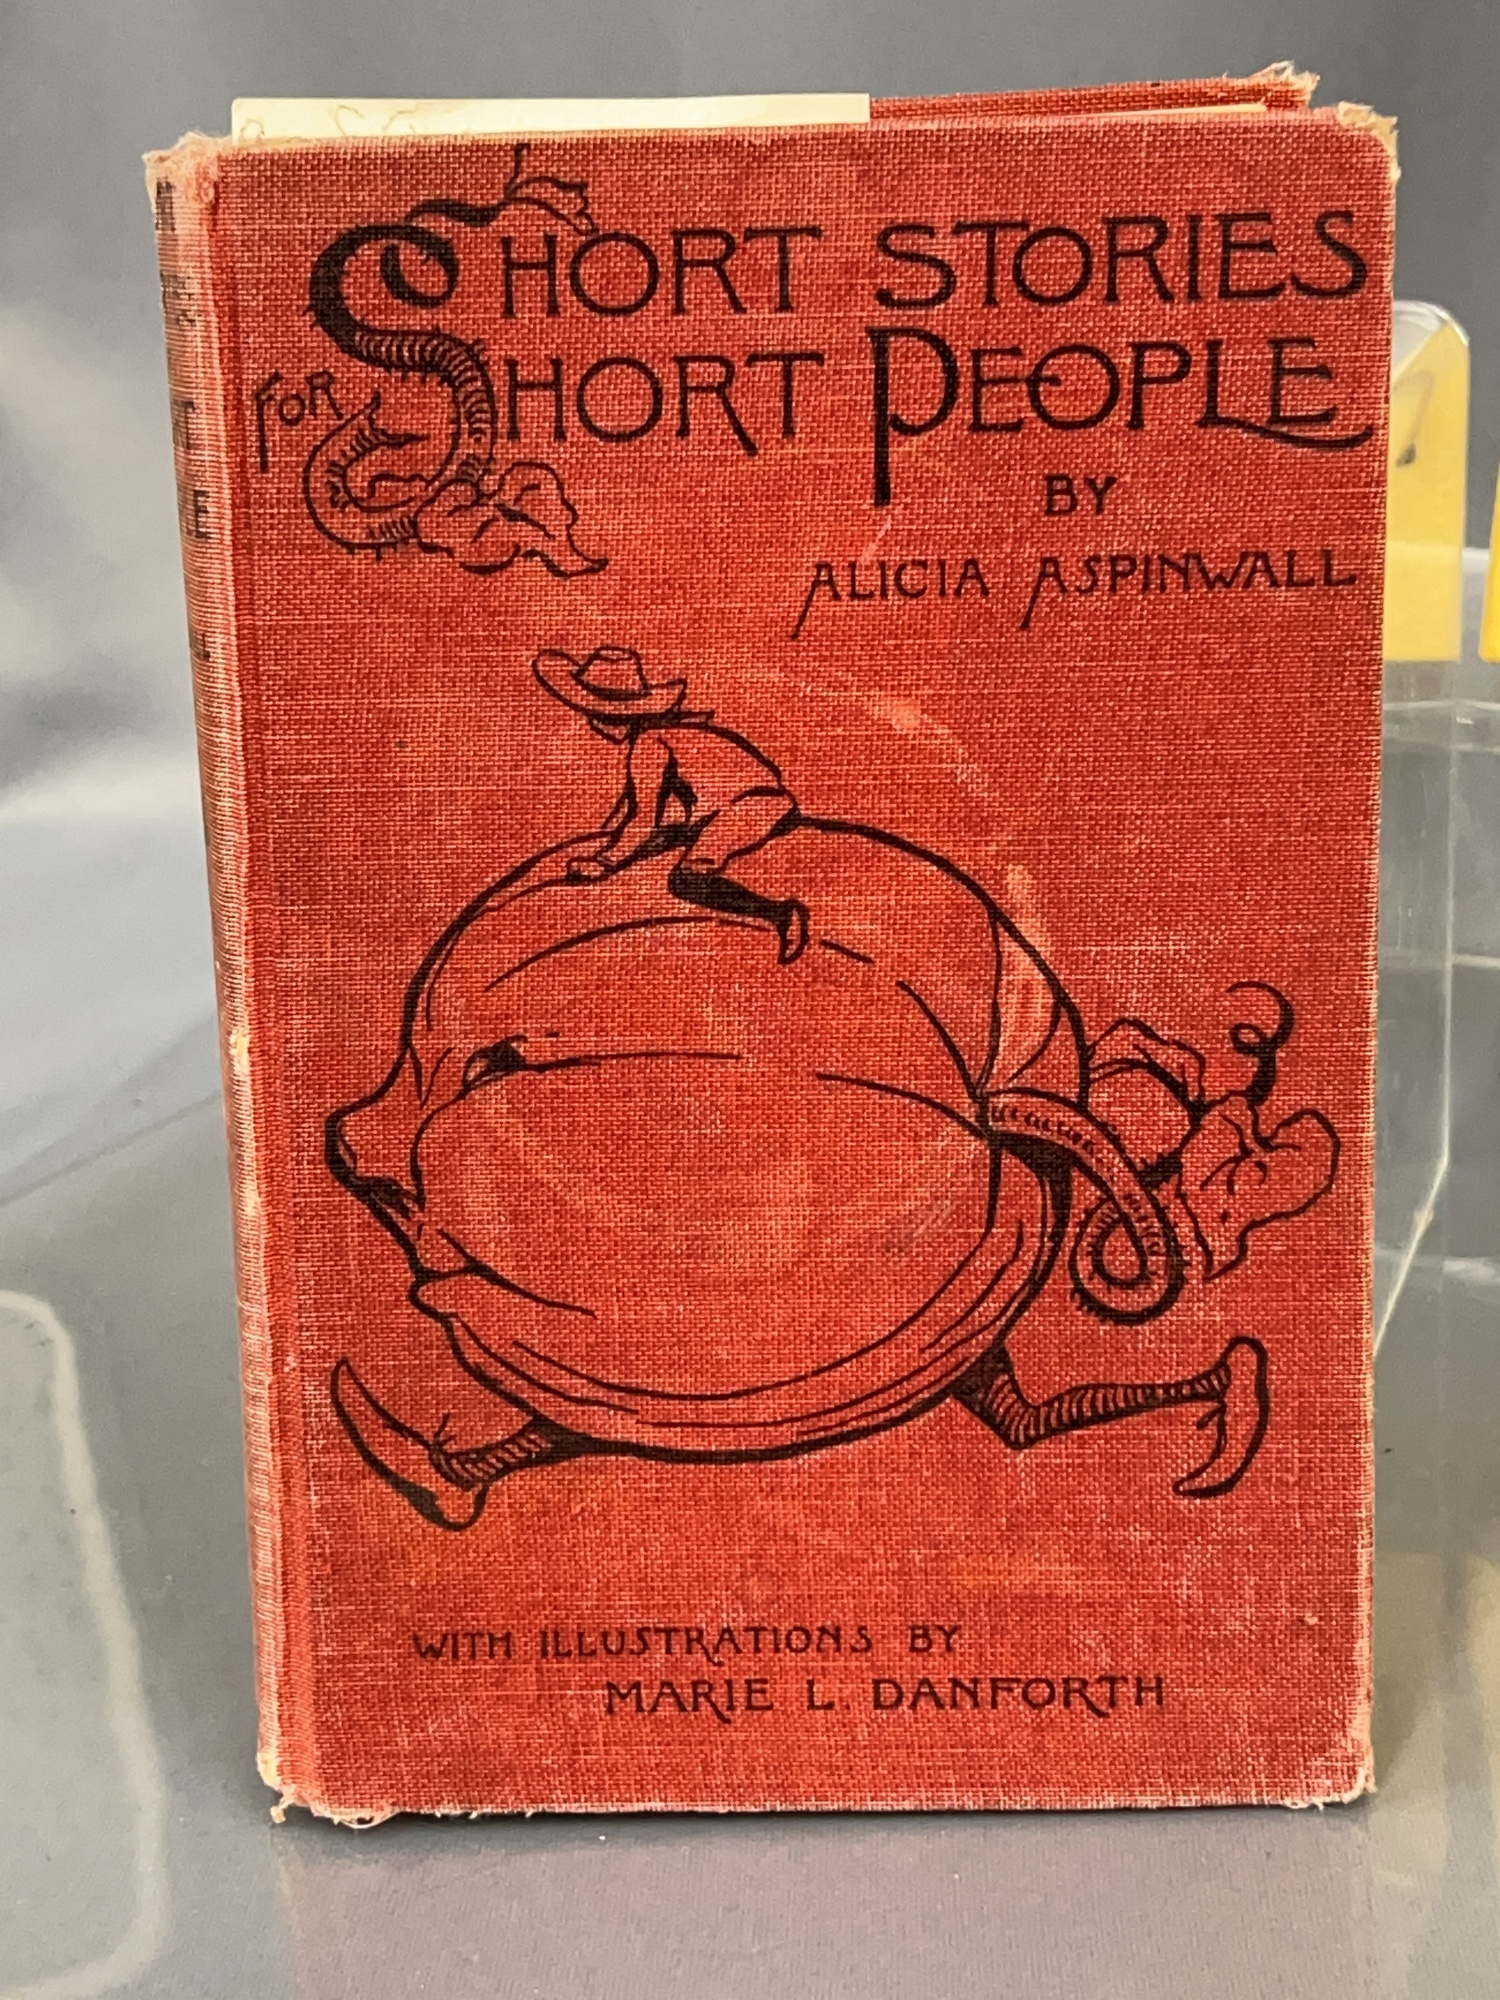 SHORT STORIES
FOR SHORT PEOPLE
BY
ALICIA ASPINWALL
WITH ILLUSTRATIONS BY
MARIE L. DANFORTH